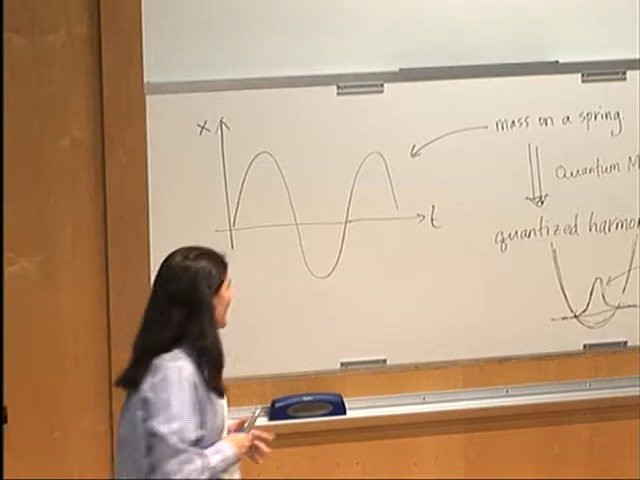 x
mass on a spring
Quantum M
t
quantized harmo